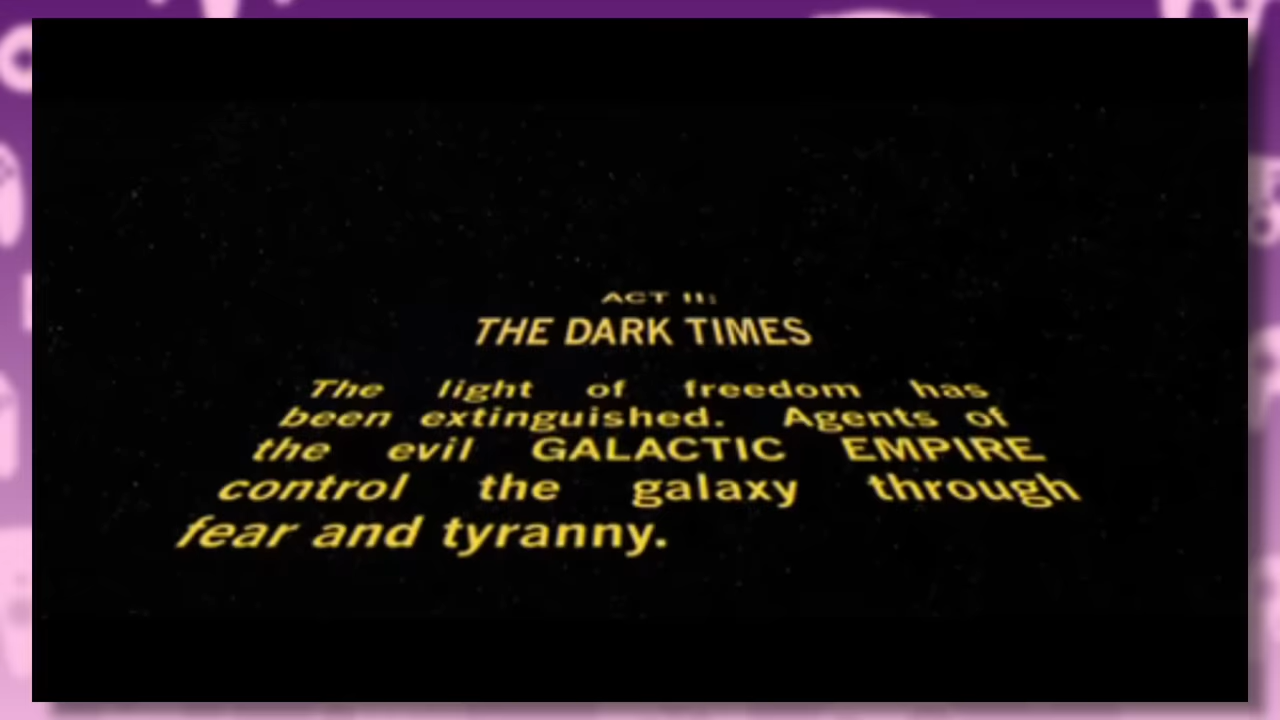 ACT II:
THE DARK TIMES
The light of freedom has
been extinguished. Agents of
the evil GALACTIC EMPIRE
control the galaxy through
fear and tyranny.